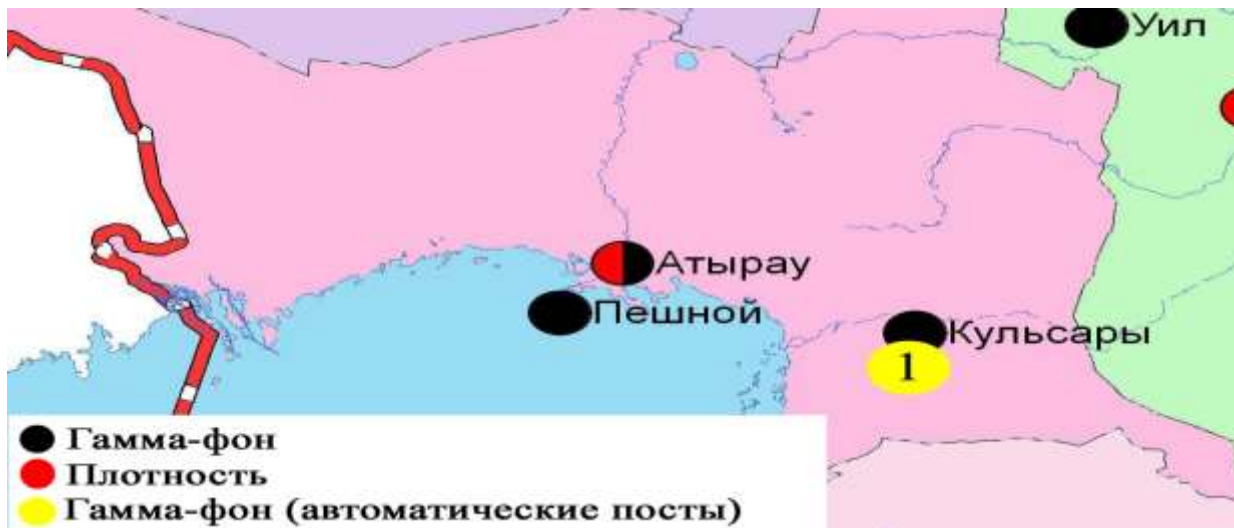 Уил
Атырау
Пешной
Кульсары
1
Гамма-фон
Плотность
Гамма-фон (автоматические посты)